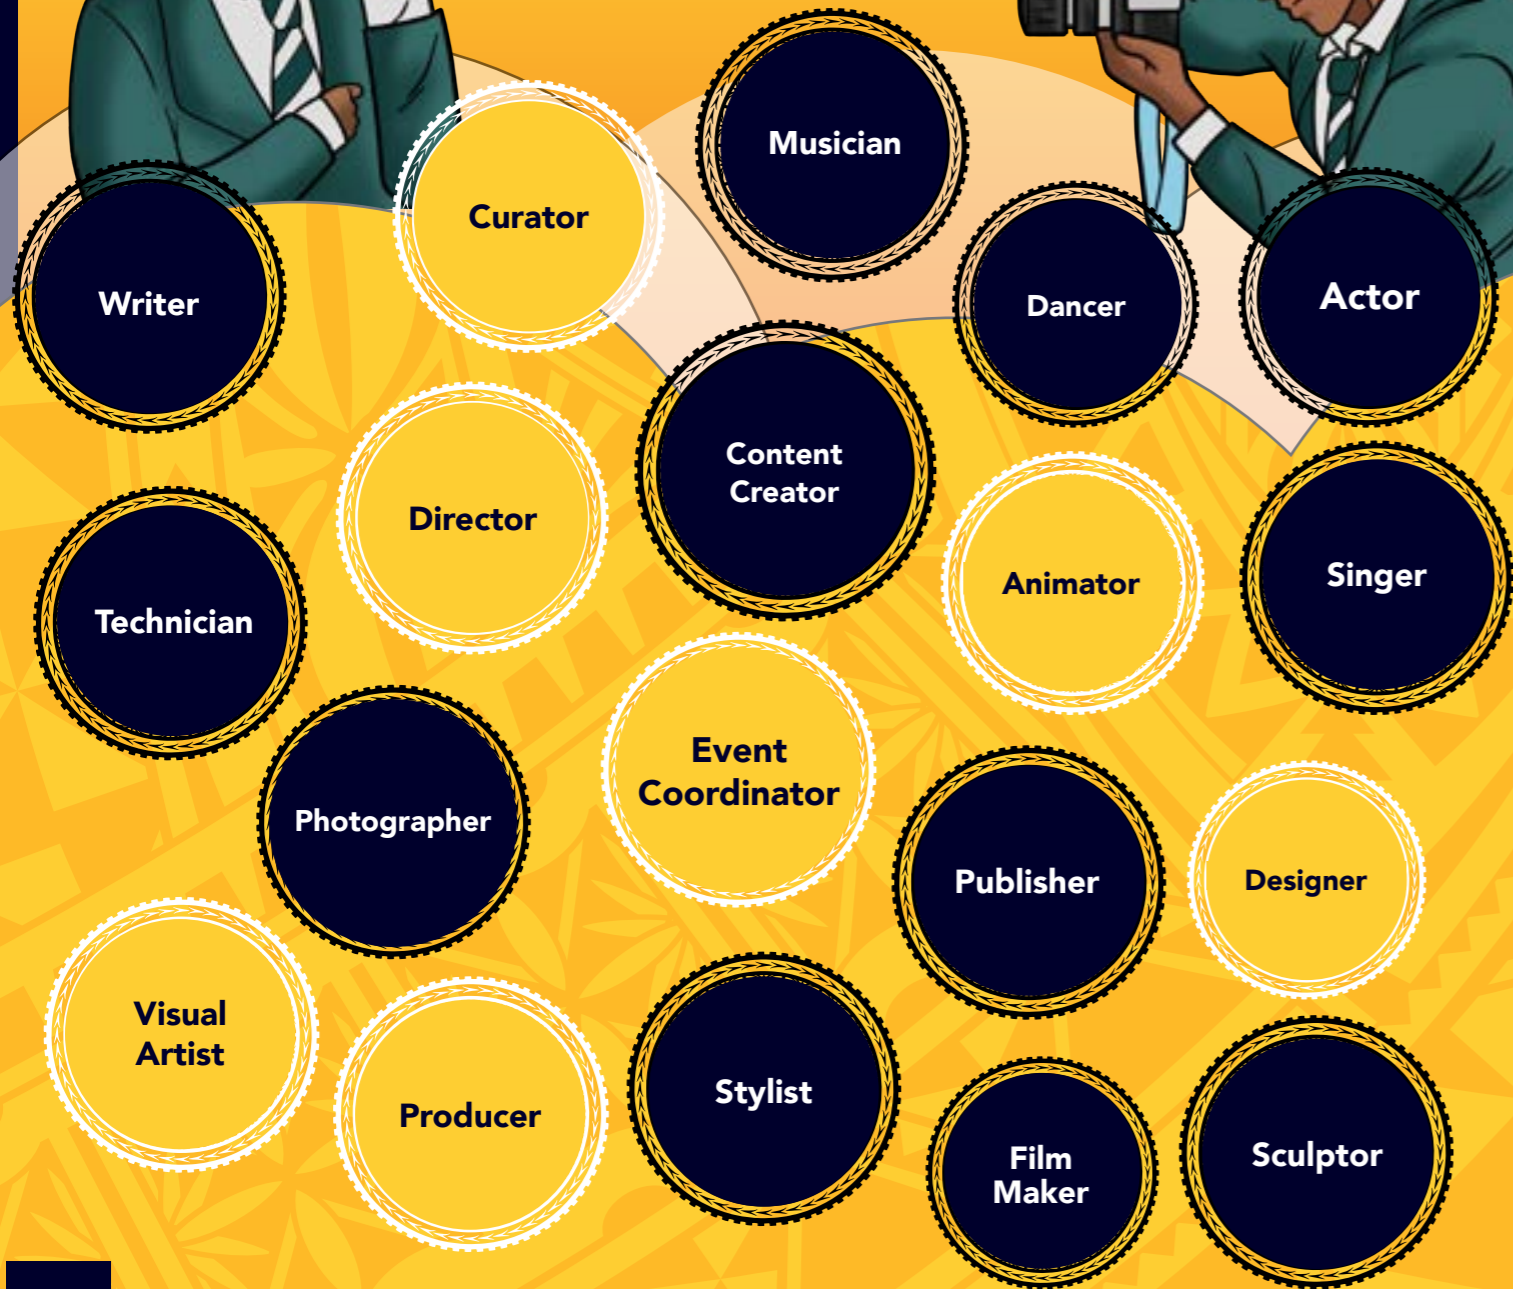 Musician
Curator
Writer
Dancer
Actor
Content
Creator
Director
Animator
Singer
Technician
Event
Coordinator
Photographer
Publisher
Designer
Visual
Artist
Producer
Stylist
Film
Maker
Sculptor